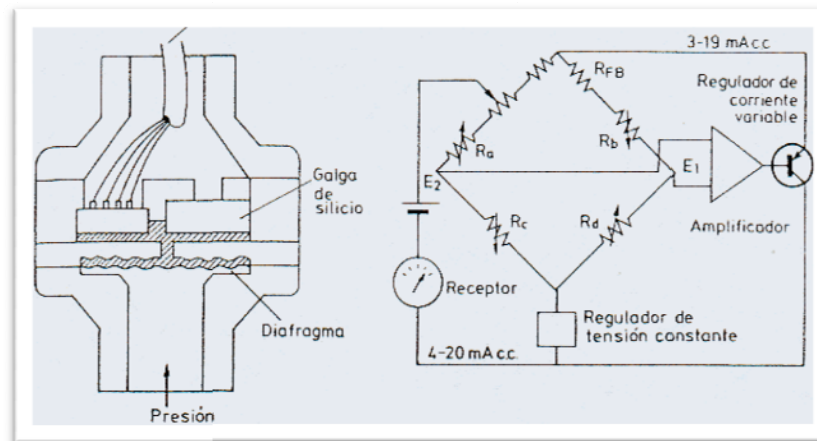 Galga
de
silicio
Diafragma
Presión
3-19 mA c c
Regulador de
corriente
variable
R_FB
R_a
R_b
E_2
E_1
R_c
R_d
Amplificador
Receptor
Regulador de
tensión constante
4-20 mA c.c.